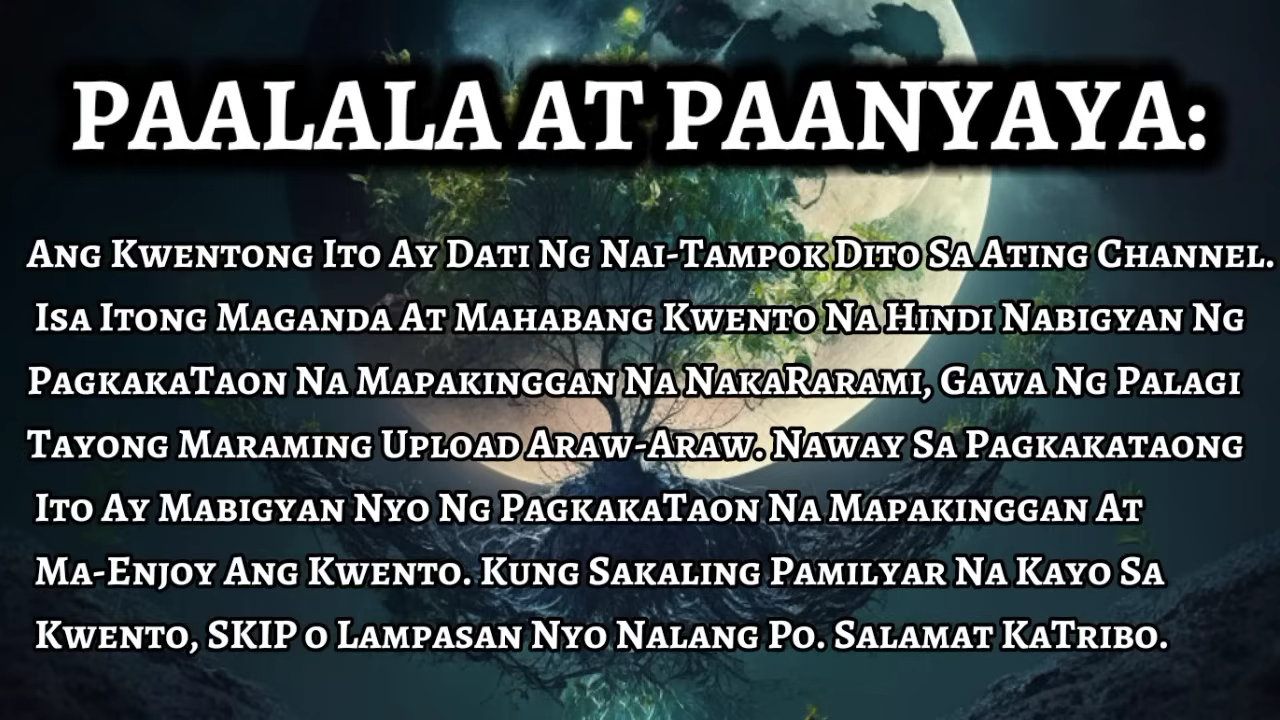 PAALALA AT PAANYAYA:
Ang Kwentong Ito Ay Dati Ng Nai-Tampok Dito Sa Ating Channel.
Isa Itong Maganda At Mahabang Kwento Na Hindi Nabigyan Ng
PagkakaTaon Na Mapakinggan Na NakaRarami, Gawa Ng Palagi
Tayong Maraming Upload Araw-Araw. Naway Sa Pagkakataong
Ito Ay Mabigyan Nyo Ng PagkakaTaon Na Mapakinggan At
Ma-Enjoy Ang Kwento. Kung Sakaling Pamilyar Na Kayo Sa
Kwento, SKIP o Lampasan Nyo Nalang Po. Salamat KaTribo.